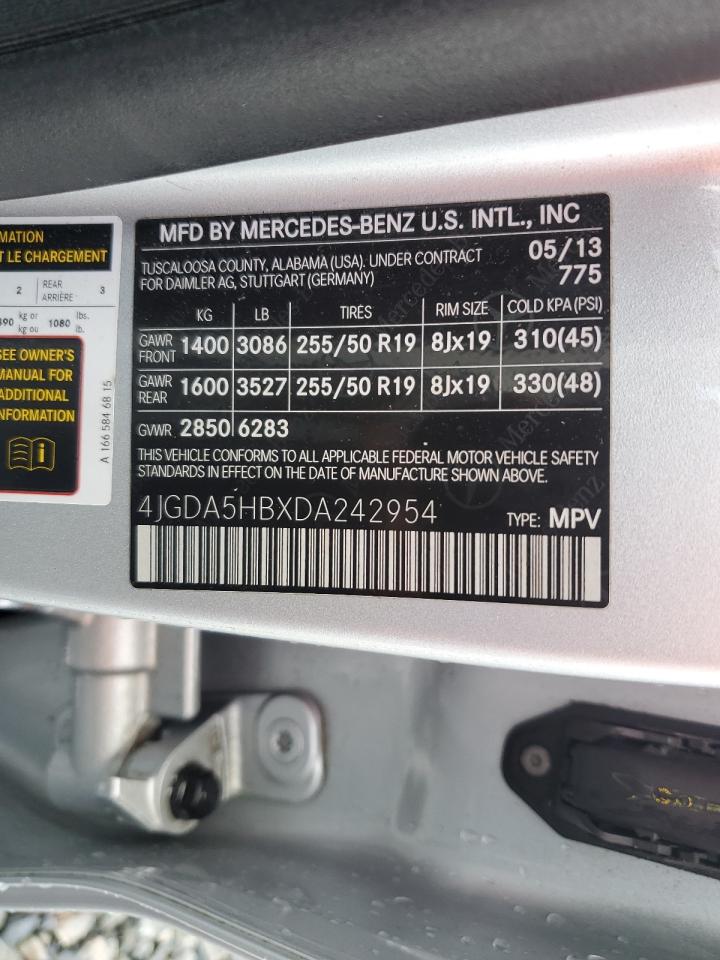 MATION
T LE CHARGEMENT
2 REAR ARRIÈRE 3
kg or kg ou 1080 lbs. lb.
SEE OWNER'S
MANUAL FOR
ADDITIONAL
INFORMATION
A 166 584 68 15
MFD BY MERCEDES-BENZ U.S. INTL., INC
TUSCALOOSA COUNTY, ALABAMA (USA), UNDER CONTRACT 05/13
FOR DAIMLER AG, STUTTGART (GERMANY) 775
KG LB TIRES RIM SIZE COLD KPA (PSI)
GAWR FRONT 1400 3086 255/50 R19 8Jx19 310(45)
GAWR REAR 1600 3527 255/50 R19 8Jx19 330(48)
GVWR 2850 6283
THIS VEHICLE CONFORMS TO ALL APPLICABLE FEDERAL MOTOR VEHICLE SAFETY
STANDARDS IN EFFECT ON THE DATE OF MANUFACTURE SHOWN ABOVE.
4JGDA5HBXDA242954 TYPE: MPV